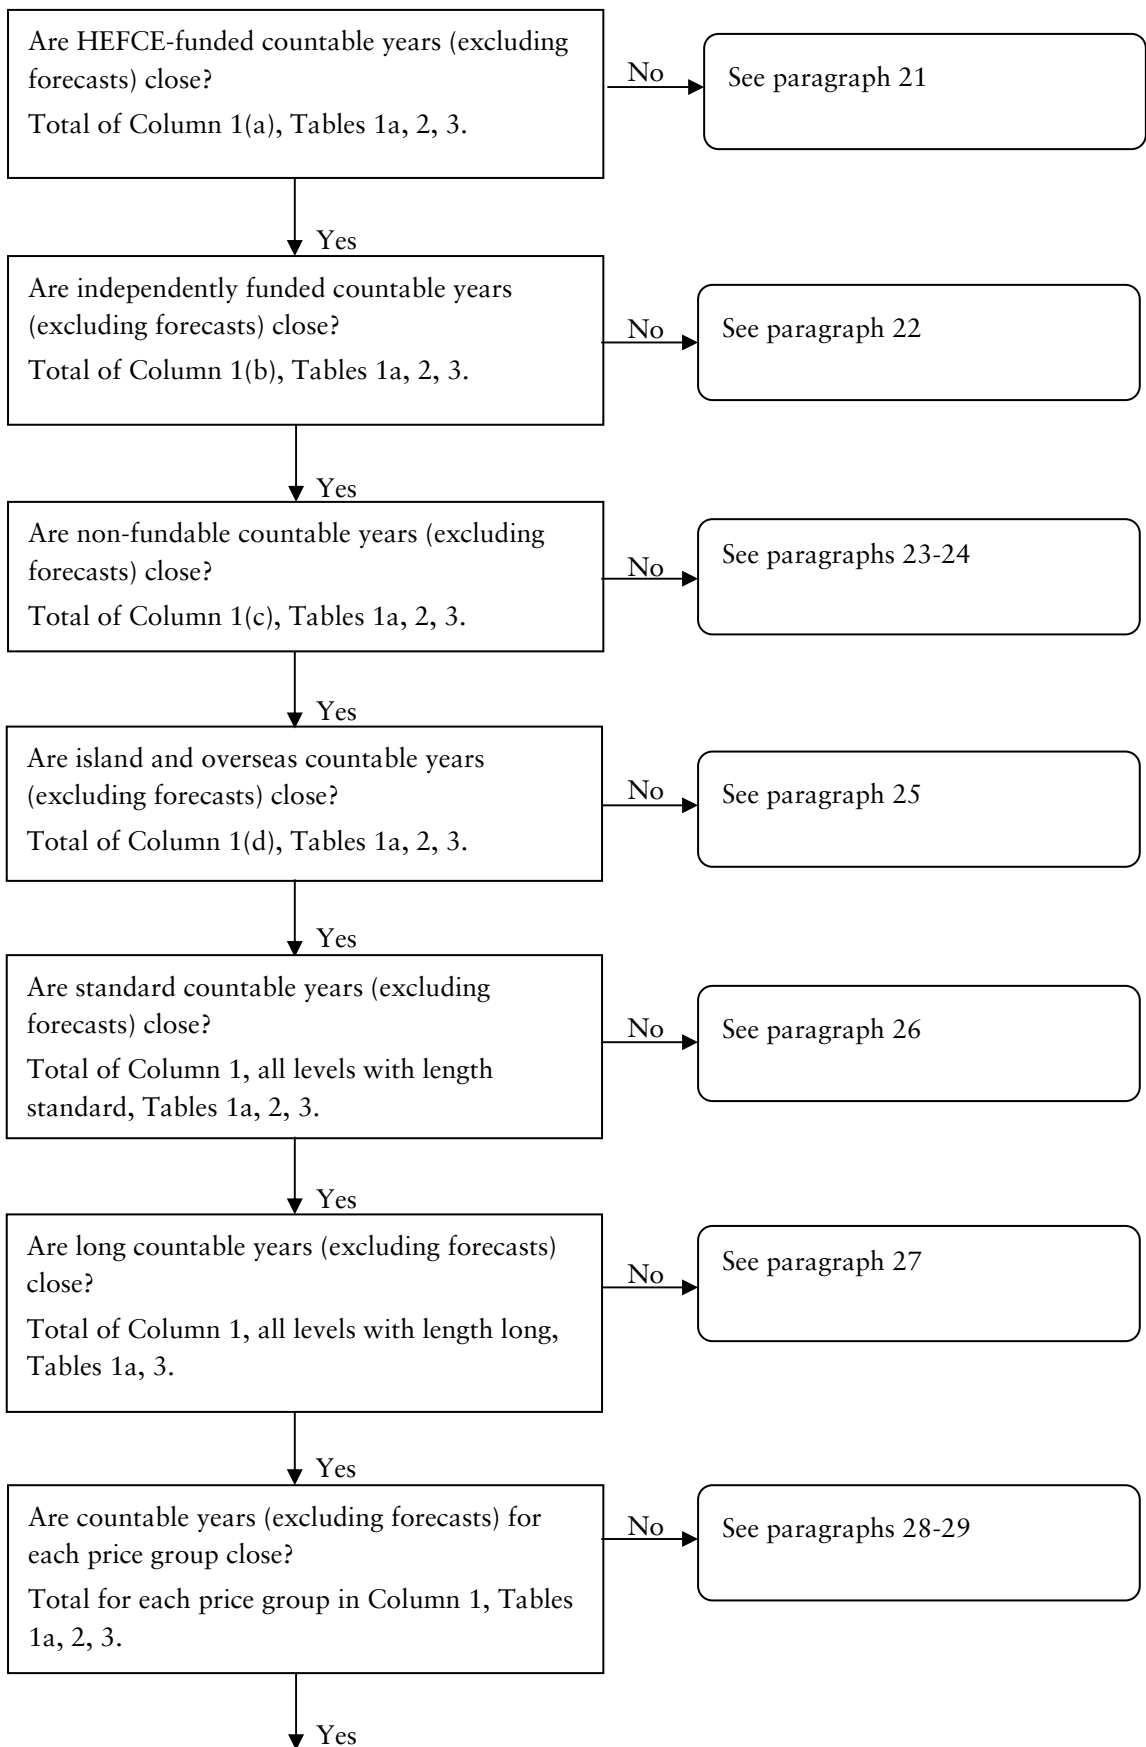 Are HEFCE-funded countable years (excluding
forecasts) close?
Total of Column 1(a), Tables 1a, 2, 3.
No
See paragraph 21
Yes
Are independently funded countable years
(excluding forecasts) close?
Total of Column 1(b), Tables 1a, 2, 3.
No
See paragraph 22
Yes
Are non-fundable countable years (excluding
forecasts) close?
Total of Column 1(c), Tables 1a, 2, 3.
No
See paragraphs 23-24
Yes
Are island and overseas countable years
(excluding forecasts) close?
Total of Column 1(d), Tables 1a, 2, 3.
No
See paragraph 25
Yes
Are standard countable years (excluding
forecasts) close?
Total of Column 1, all levels with length
standard, Tables 1a, 2, 3.
No
See paragraph 26
Yes
Are long countable years (excluding forecasts)
close?
Total of Column 1, all levels with length long,
Tables 1a, 3.
No
See paragraph 27
Yes
Are countable years (excluding forecasts) for
each price group close?
Total for each price group in Column 1, Tables
1a, 2, 3.
No
See paragraphs 28-29
Yes